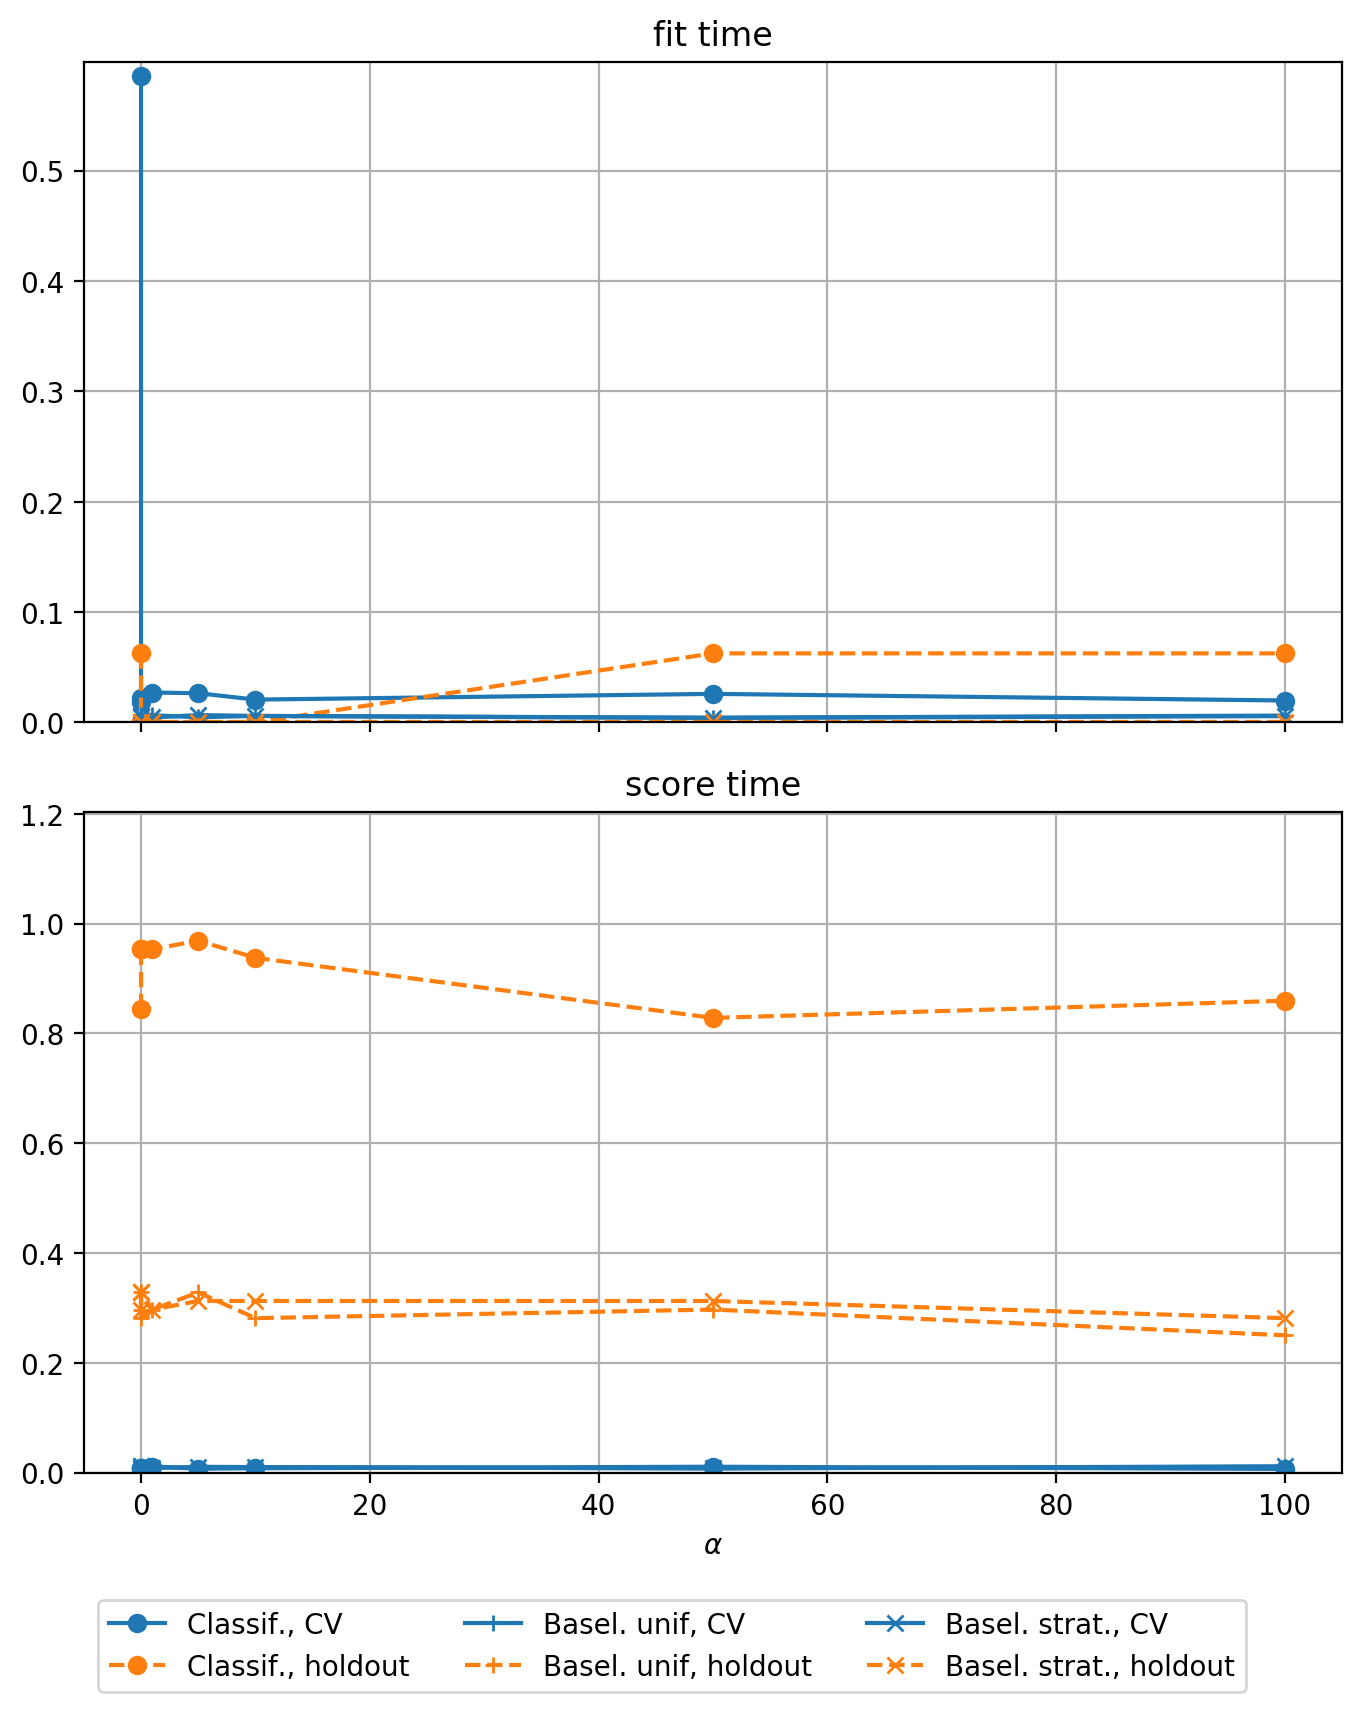 fit time
0.5
0.4
0.3
0.2
0.1
0.0
score time
1.2
1.0
0.8
0.6
0.4
0.2
0.0
0 20 40 60 80 100
α
Classif., CV Basel. unif, CV Basel. strat., CV
Classif., holdout Basel. unif, holdout Basel. strat., holdout